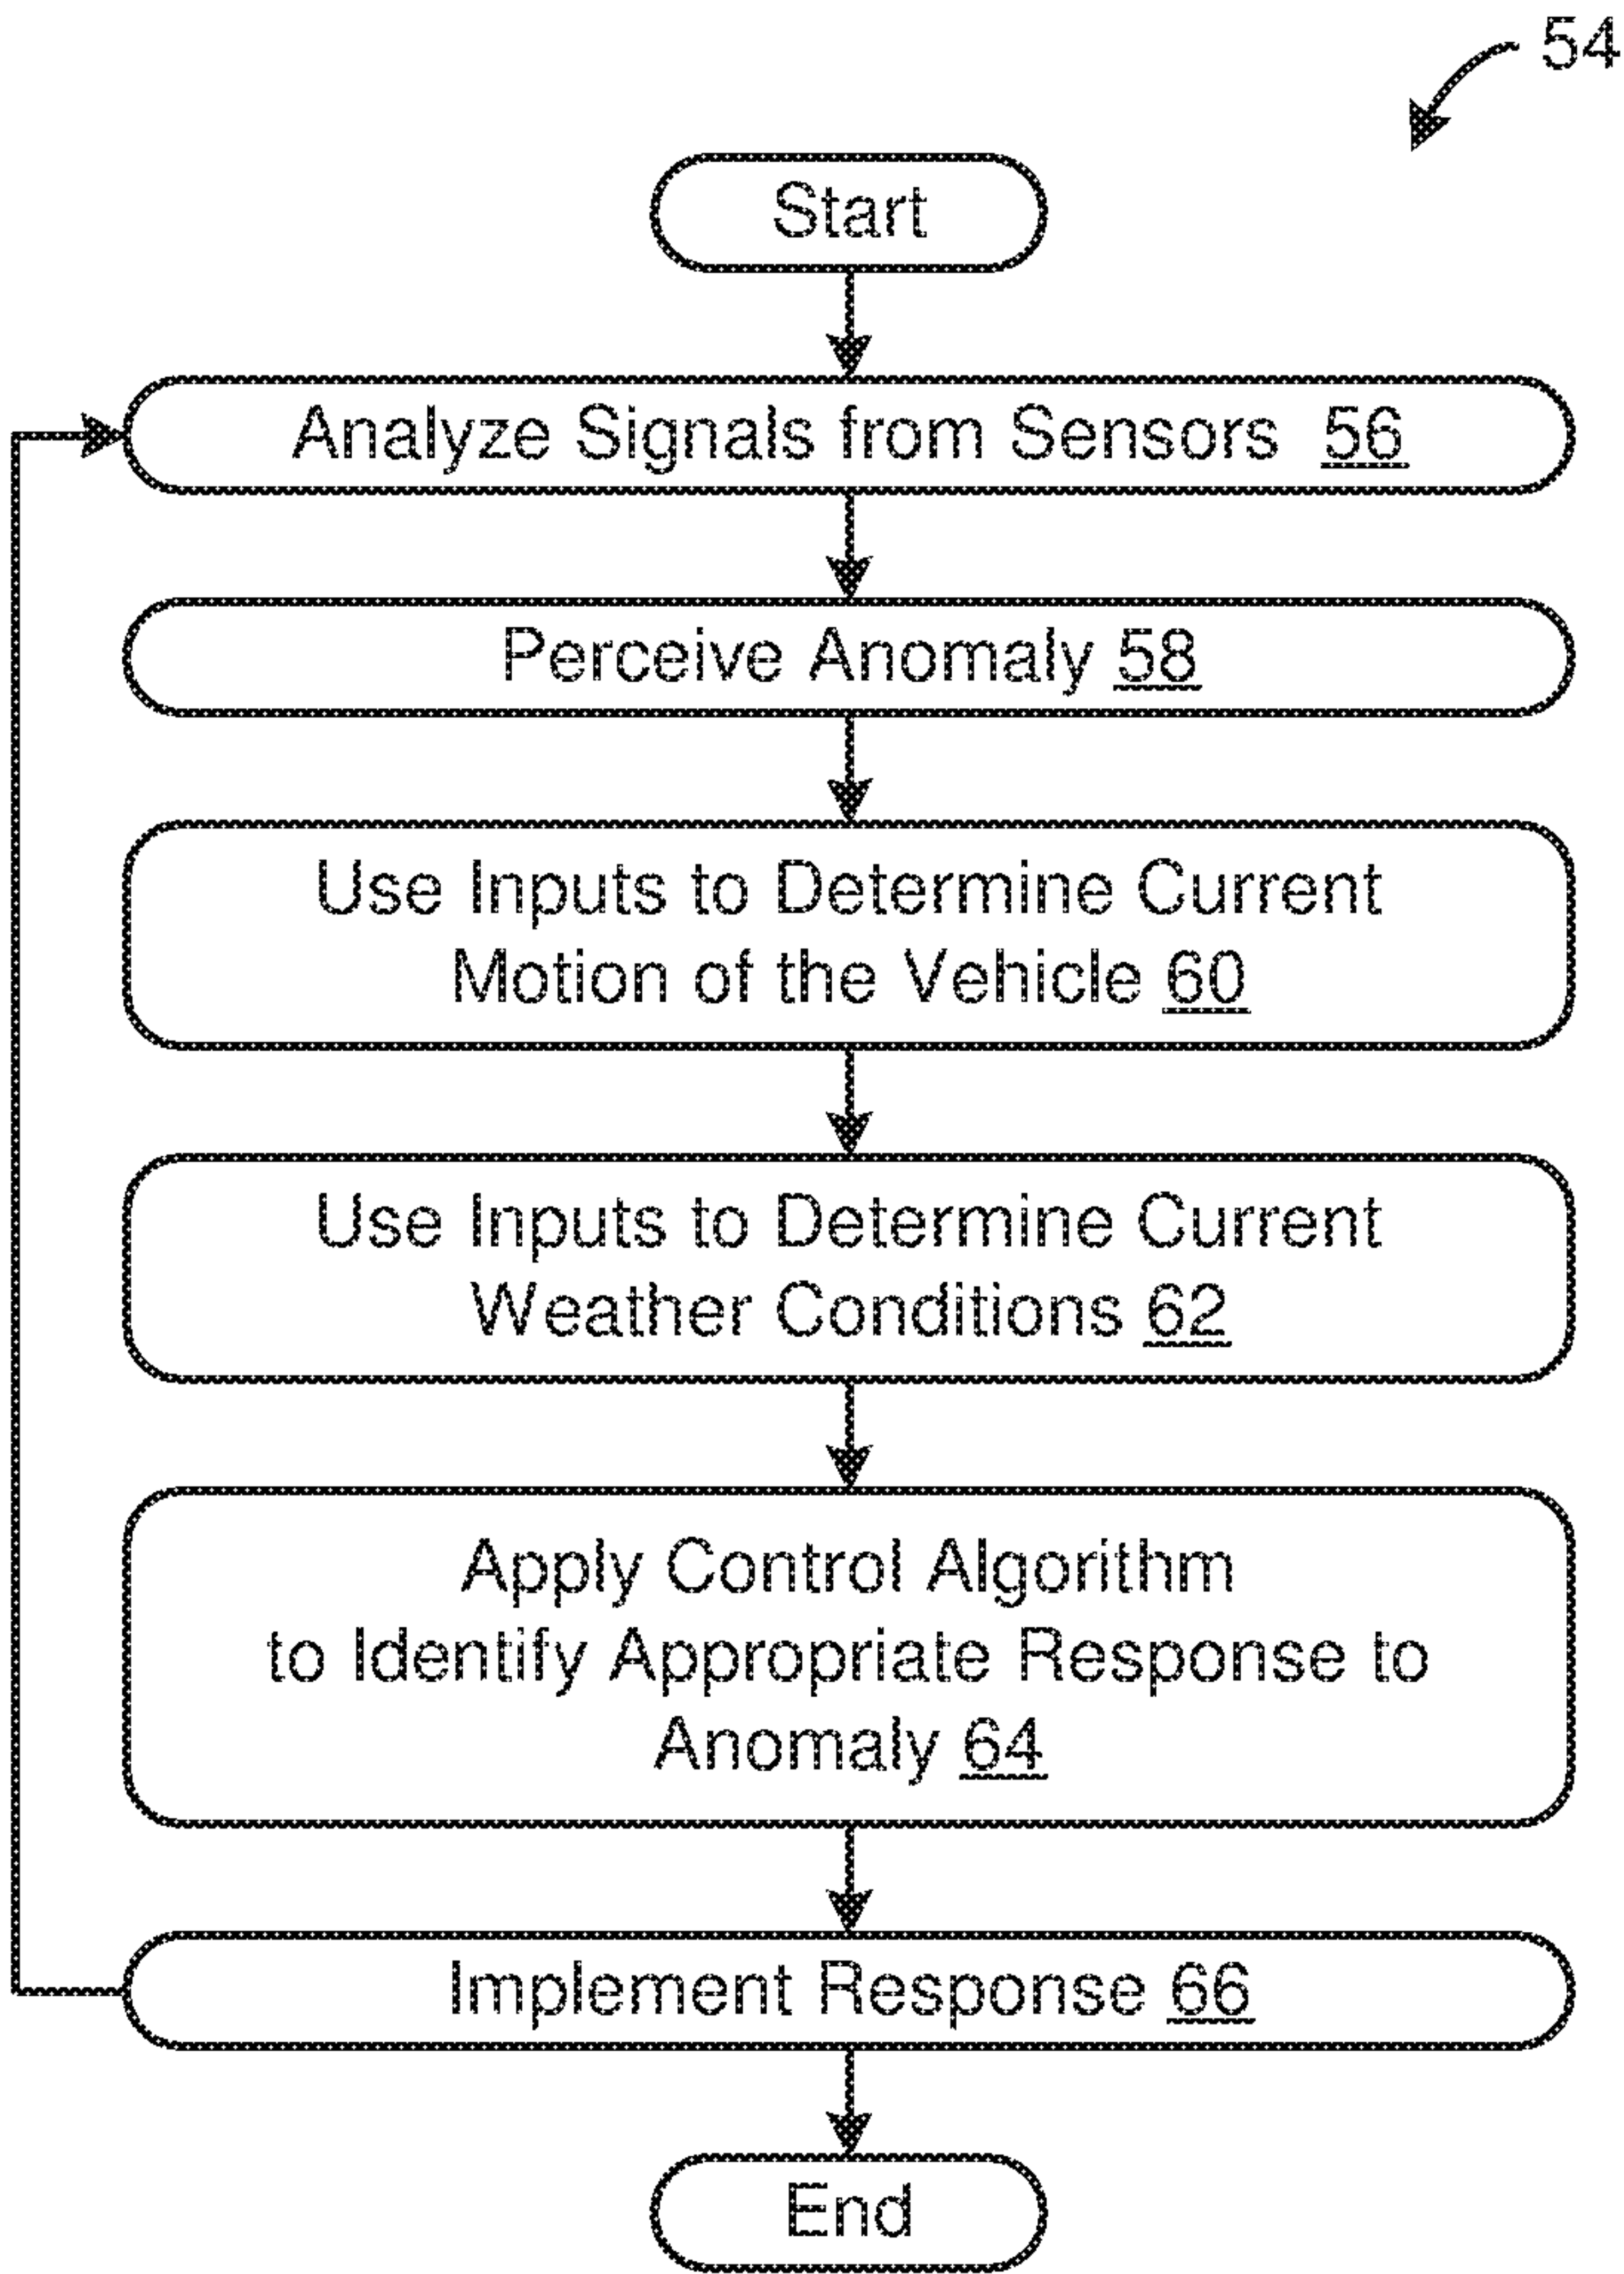 54
Start
Analyze Signals from Sensors 56
Perceive Anomaly 58
Use Inputs to Determine Current
Motion of the Vehicle 60
Use Inputs to Determine Current
Weather Conditions 62
Apply Control Algorithm
to Identify Appropriate Response to
Anomaly 64
Implement Response 66
End